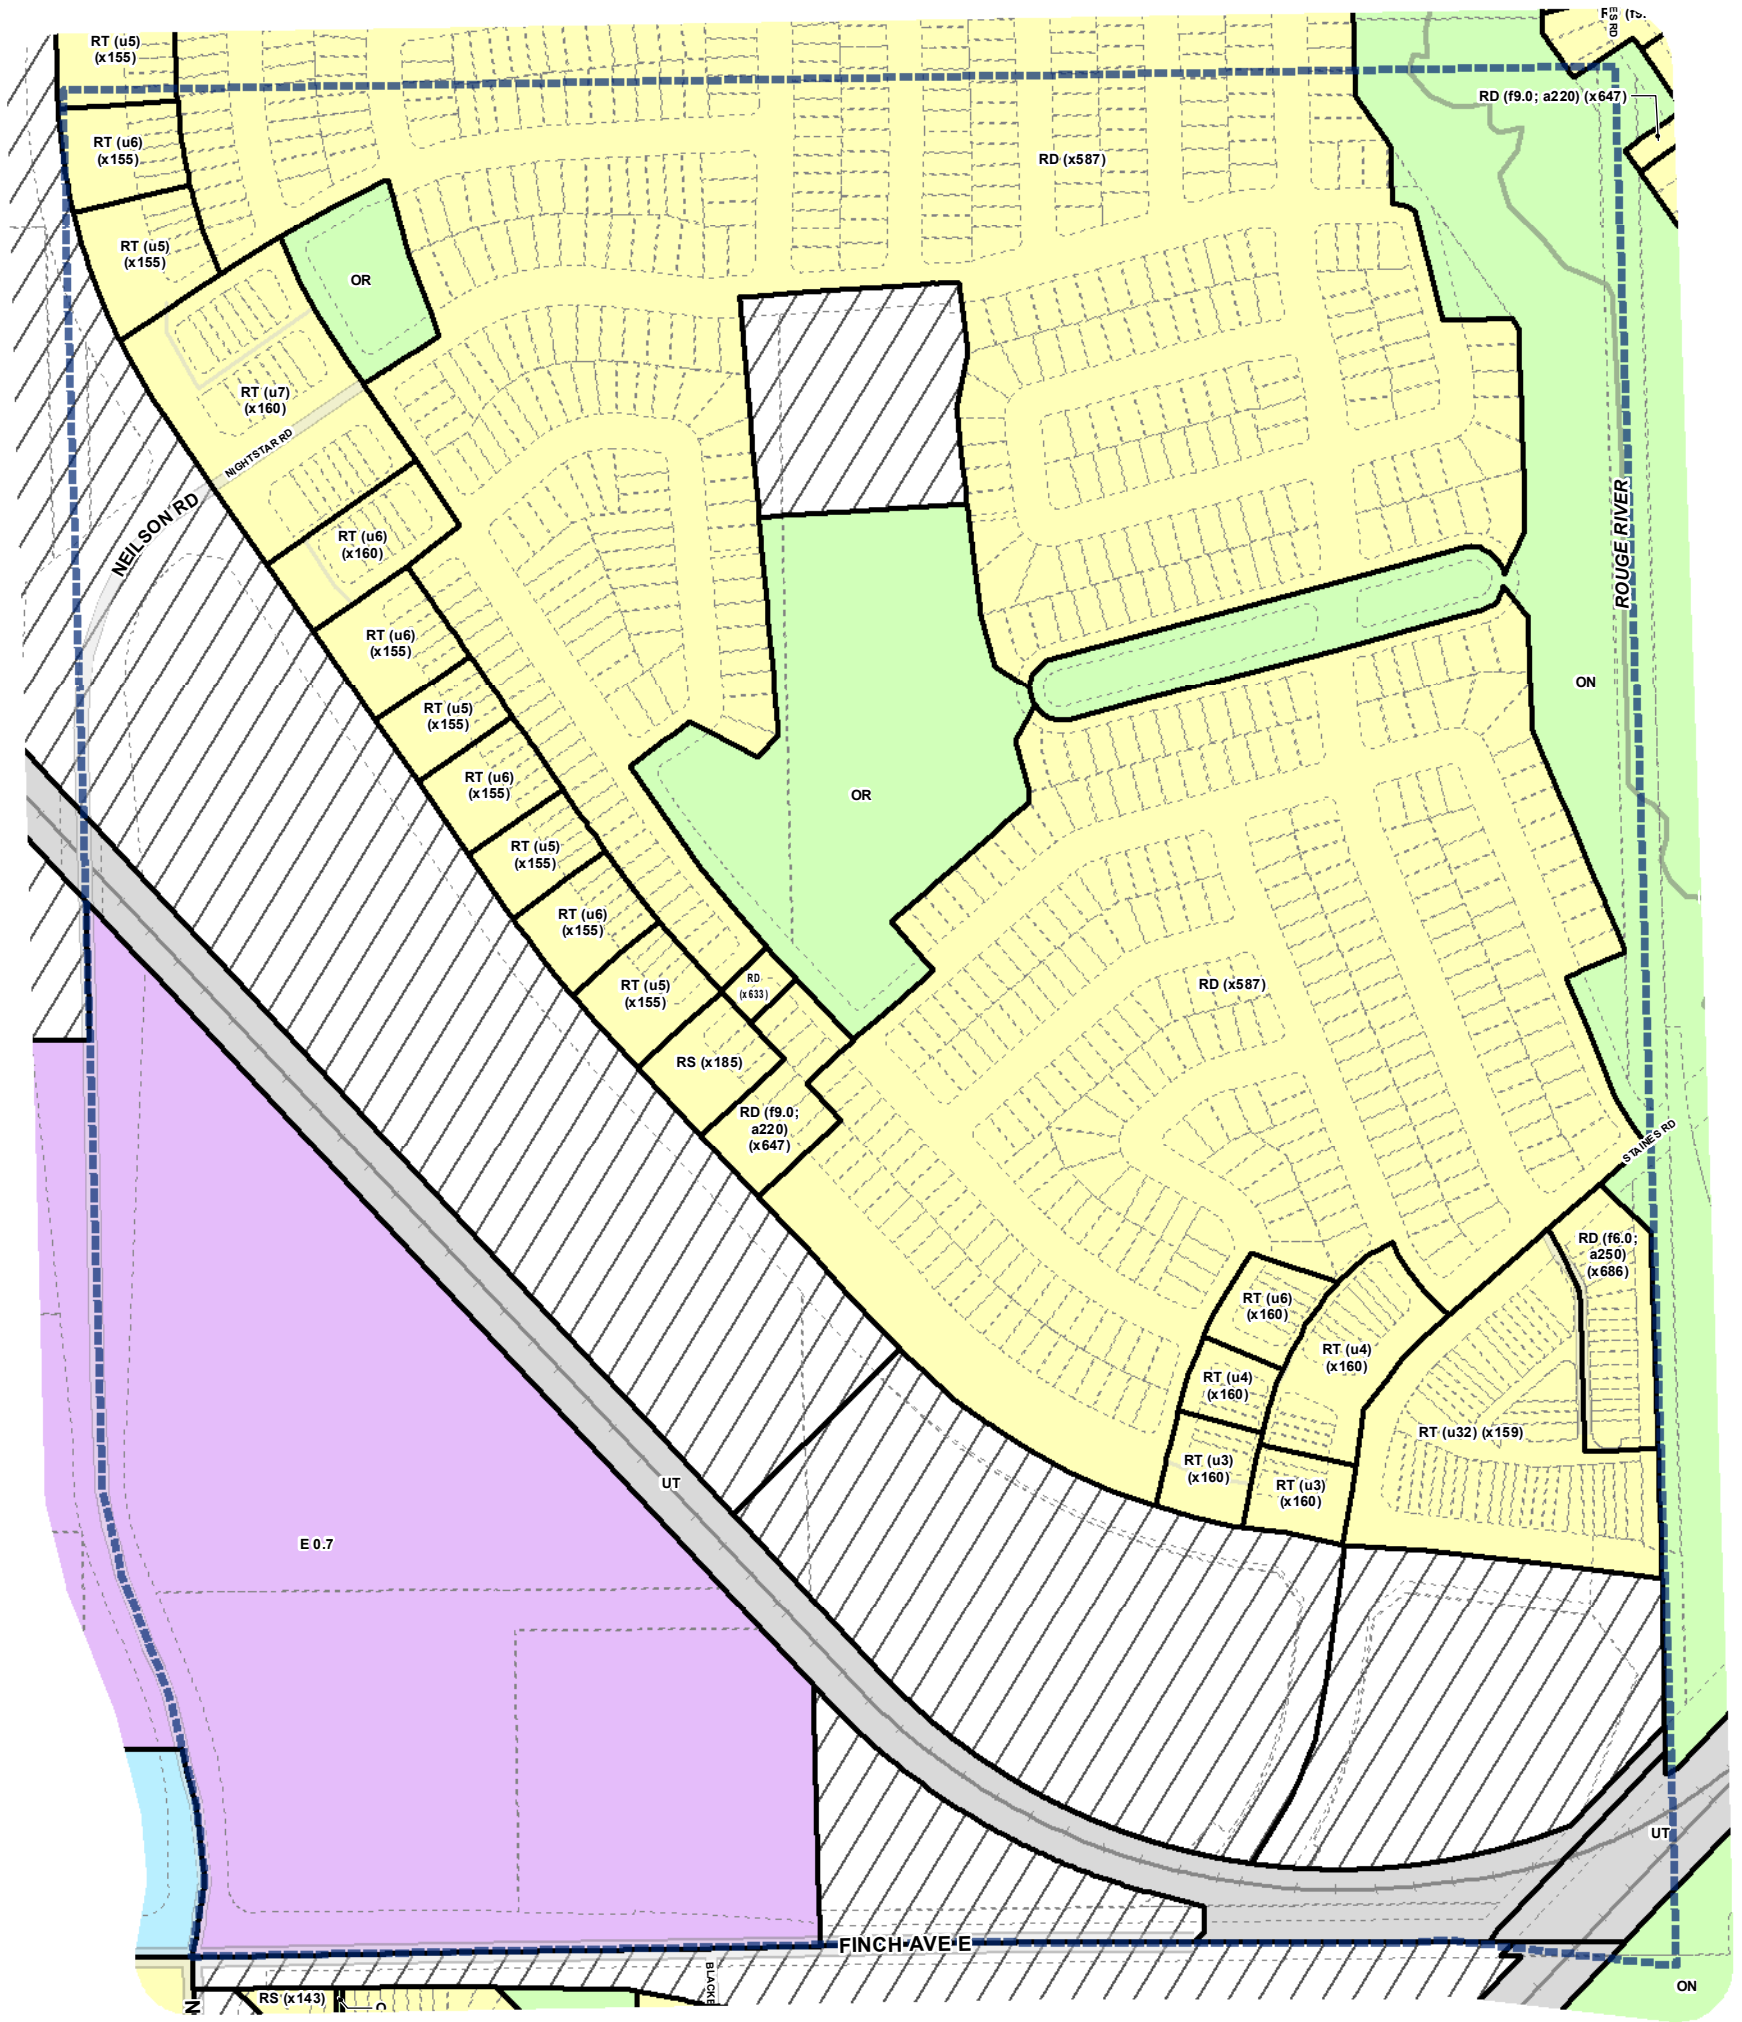 RT (u5)
(x155)
RD (f9.0; a220) (x647)
RT (u6)
(x155)
RD (x587)
RT (u5)
(x155)
OR
RT (u7)
(x160)
NIGHTSTAR RD
NEILSON RD
RT (u6)
(x160)
ROUGE RIVER
RT (u6)
(x155)
ON
RT (u5)
(x155)
RT (u6)
(x155)
OR
RT (u5)
(x155)
RT (u6)
(x155)
RT (u5)
(x155)
RD
(x633)
RD (x587)
RS (x185)
RD (f9.0;
a220)
(x647)
STAINES RD
RD (f6.0;
a250)
(x686)
RT (u6)
(x160)
RT (u4)
(x160)
RT (u4)
(x160)
RT (u32) (x159)
RT (u3)
(x160)
RT (u3)
(x160)
UT
E 0.7
UT
FINCH AVE E
ON
RS (x143)